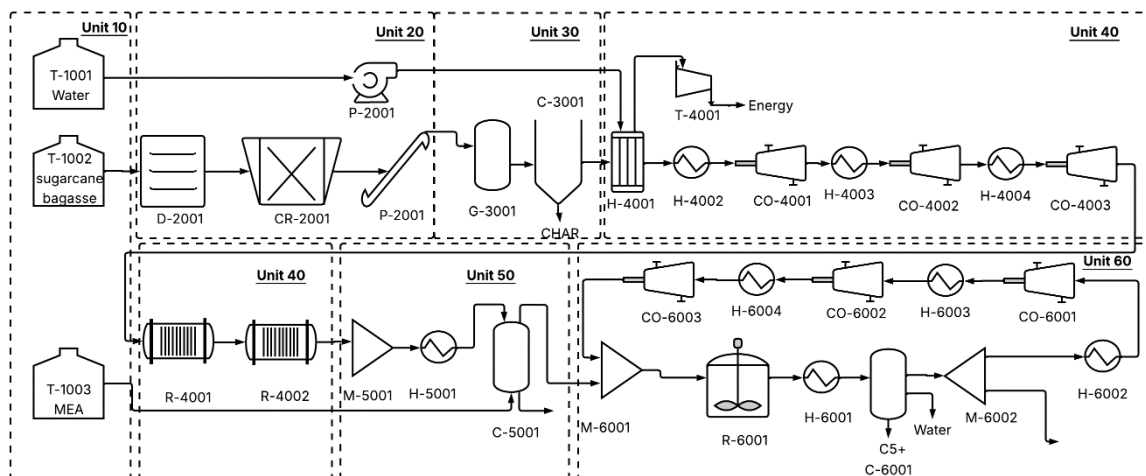 Unit 10
Unit 20
Unit 30
Unit 40
T-1001
Water
P-2001
C-3001
T-4001
Energy
T-1002
sugarcane
bagasse
D-2001
CR-2001
P-2001
G-3001
CHAR
H-4001
H-4002
CO-4001
H-4003
CO-4002
H-4004
CO-4003
Unit 40
Unit 50
Unit 60
CO-6003
H-6004
CO-6002
H-6003
CO-6001
T-1003
MEA
R-4001
R-4002
M-5001
H-5001
C-5001
M-6001
R-6001
H-6001
Water
C5+
C-6001
M-6002
H-6002